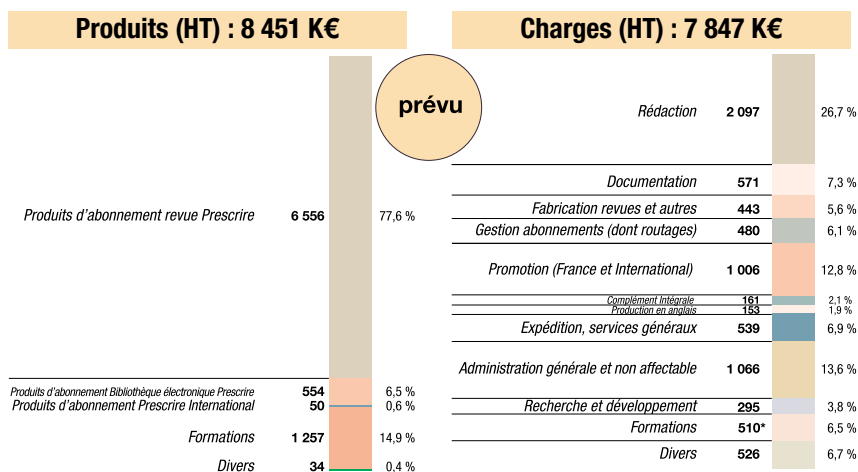 Produits (HT) : 8 451 K€
prévu
Produits d'abonnement revue Prescrire 6 556 77,6 %
Produits d'abonnement Bibliothèque électronique Prescrire 554 6,5 %
Produits d'abonnement Prescrire International 50 0,6 %
Formations 1 257 14,9 %
Divers 34 0,4 %
Charges (HT) : 7 847 K€
Rédaction 2 097 26,7 %
Documentation 571 7,3 %
Fabrication revues et autres 443 5,6 %
Gestion abonnements (dont routages) 480 6,1 %
Promotion (France et International) 1 006 12,8 %
Complément Intégrale 161 2,1 %
Production en anglais 153 1,9 %
Expédition, services généraux 539 6,9 %
Administration générale et non affectable 1 066 13,6 %
Recherche et développement 295 3,8 %
Formations 510* 6,5 %
Divers 526 6,7 %